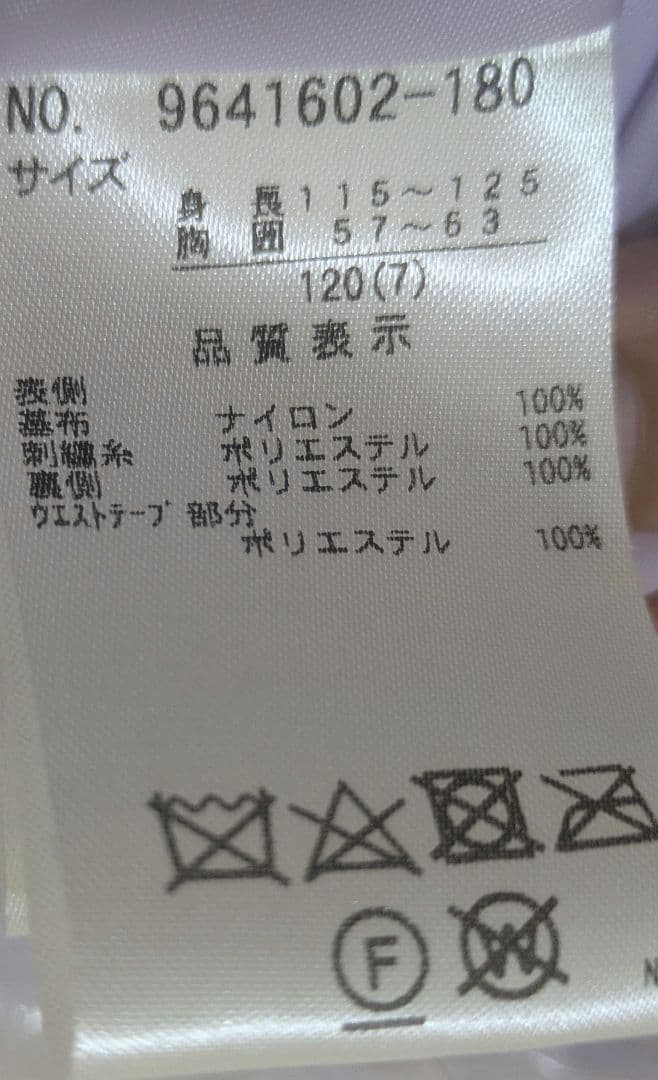 NO. 9641602-180
サイズ
身長 115～125
胸囲 57～63
120(7)
品質表示
表側
基布 ナイロン 100%
刺繍糸 ポリエステル 100%
裏側 ポリエステル 100%
ウエストテープ部分
ポリエステル 100%
F W
N